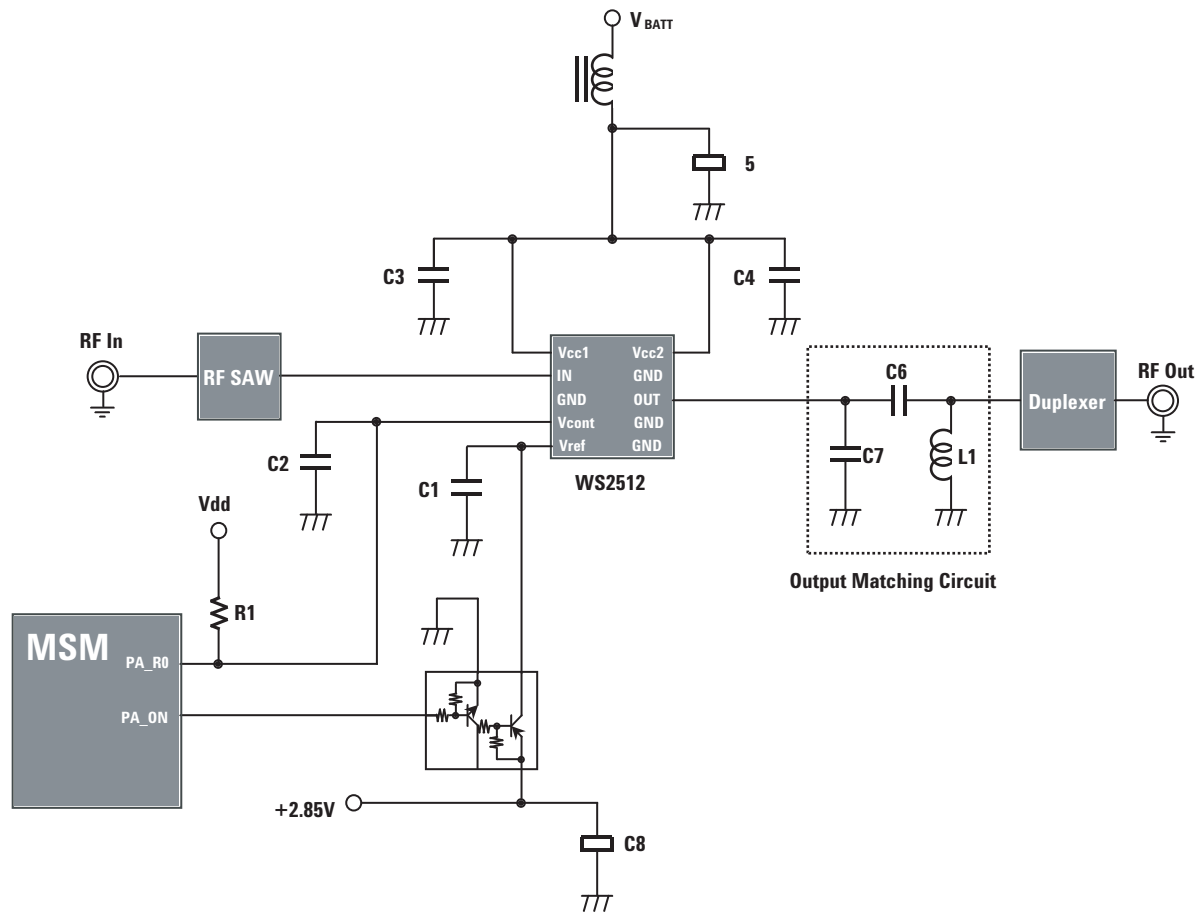 V BATT
5
C3
C4
RF In
RF SAW
Vcc1
Vcc2
IN
GND
GND
OUT
Vcont
GND
Vref
GND
WS2512
C6
C7
L1
Duplexer
RF Out
Output Matching Circuit
C2
C1
Vdd
R1
MSM
PA_R0
PA_ON
+2.85V
C8